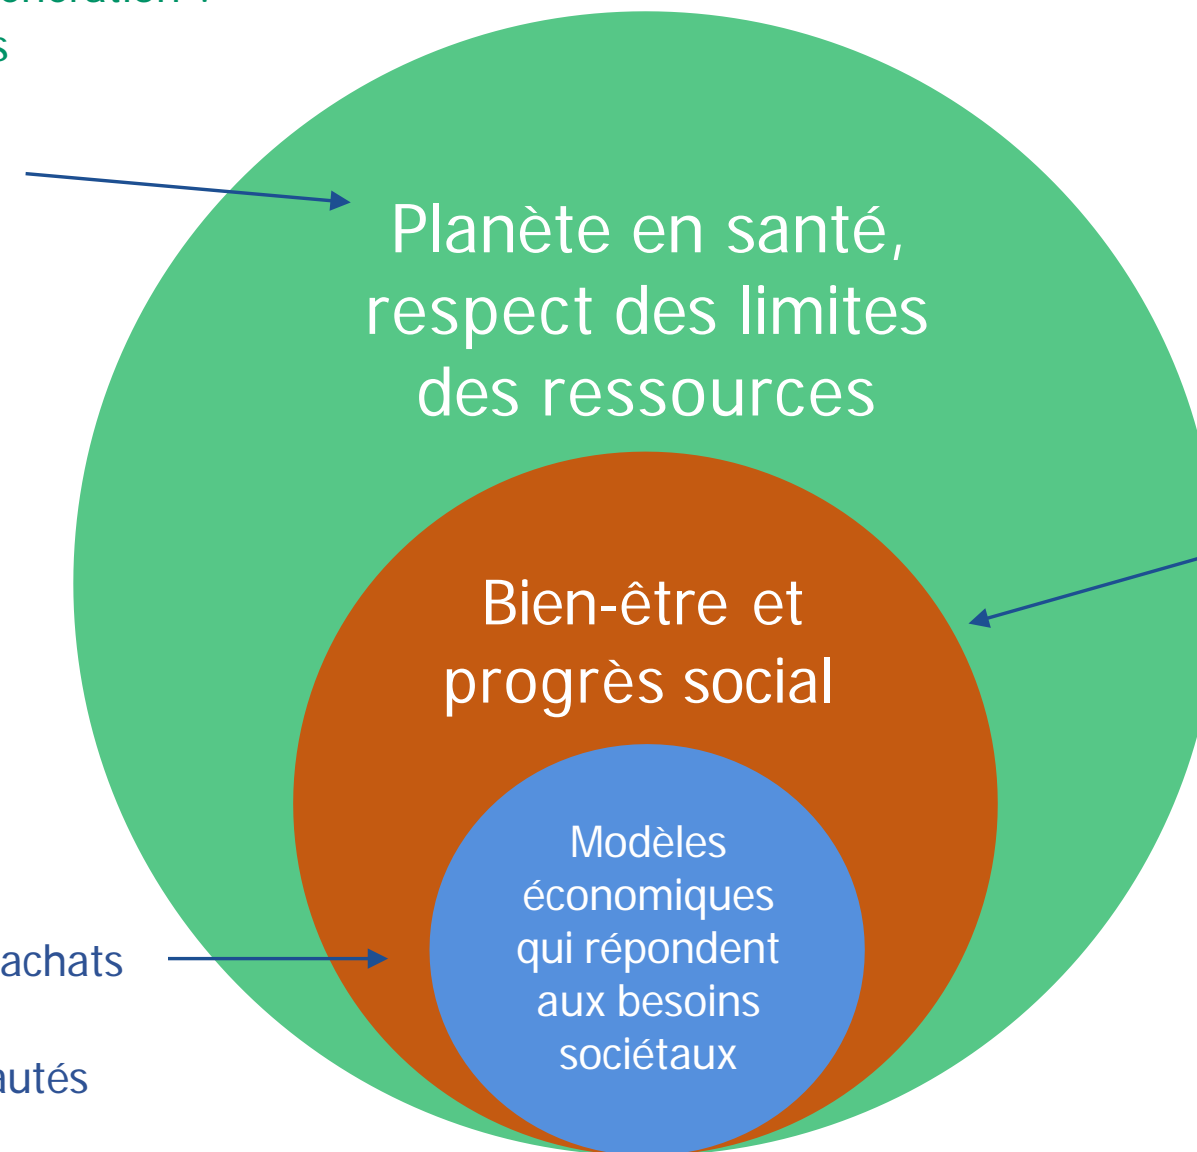 Planète en santé,
respect des limites
des ressources
Bien-être et
progrès social
Modèles
économiques
qui répondent
aux besoins
sociétaux
achats